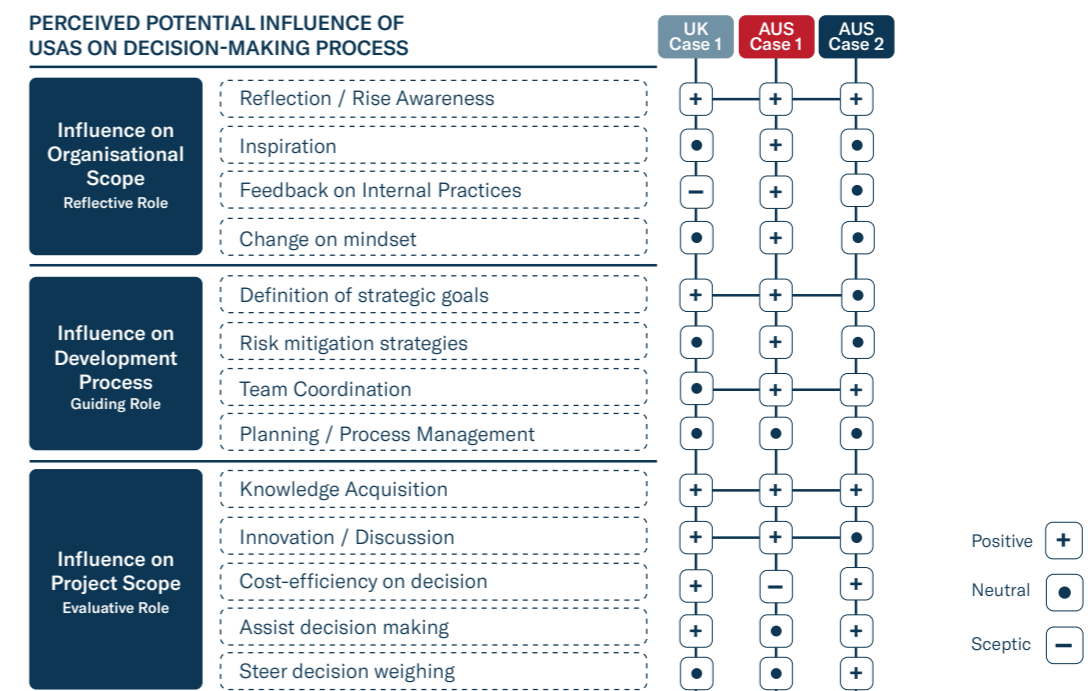 PERCEIVED POTENTIAL INFLUENCE OF
USAS ON DECISION-MAKING PROCESS
UK
Case 1
AUS
Case 1
AUS
Case 2
Influence on
Organisational
Scope
Reflective Role
Reflection / Rise Awareness
+ + +
Inspiration
● + ●
Feedback on Internal Practices
− + ●
Change on mindset
● + ●
Influence on
Development
Process
Guiding Role
Definition of strategic goals
+ + ●
Risk mitigation strategies
● + ●
Team Coordination
● + +
Planning / Process Management
● ● ●
Influence on
Project Scope
Evaluative Role
Knowledge Acquisition
+ + +
Innovation / Discussion
+ + ●
Cost-efficiency on decision
+ − +
Assist decision making
+ ● +
Steer decision weighing
● ● +
Positive +
Neutral ●
Sceptic −